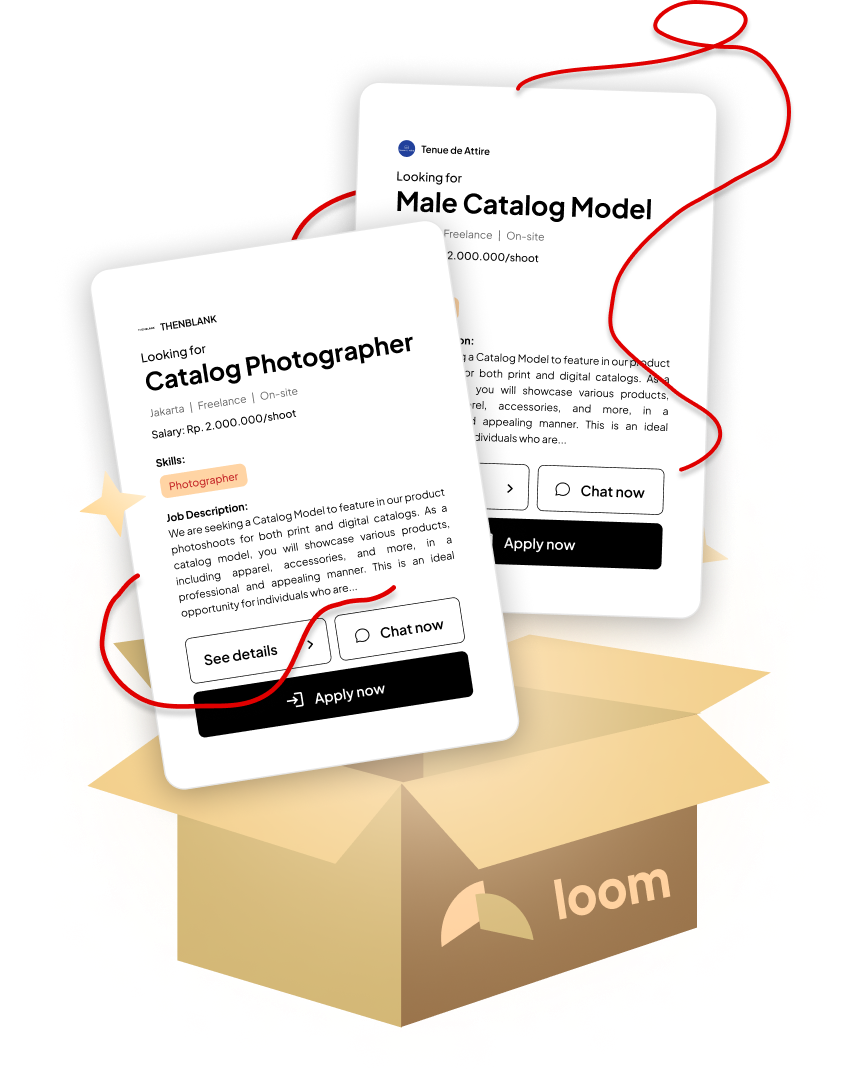 Tenue de Attire
Looking for
Male Catalog Model
Freelance | On-site
2.000.000/shoot
on:
g a Catalog Model to feature in our product
or both print and digital catalogs. As a
you will showcase various products,
rel, accessories, and more, in a
d appealing manner. This is an ideal
dividuals who are...
Chat now
Apply now
THENBLANK
THENBLANK
Looking for
Catalog Photographer
Jakarta | Freelance | On-site
Salary: Rp. 2.000.000/shoot
Skills:
Photographer
Job Description:
We are seeking a Catalog Model to feature in our product
photoshoots for both print and digital catalogs. As a
catalog model, you will showcase various products,
including apparel, accessories, and more, in a
professional and appealing manner. This is an ideal
opportunity for individuals who are...
See details
Chat now
Apply now
loom